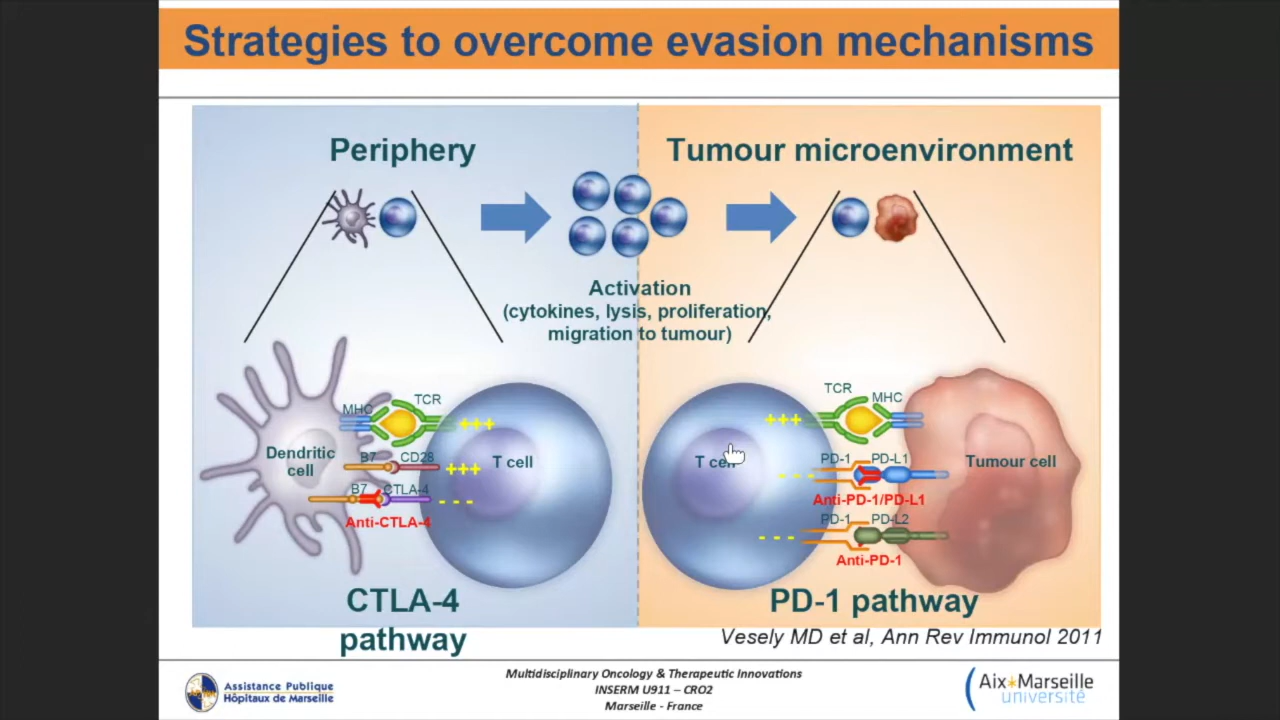 Strategies to overcome evasion mechanisms
Periphery
Tumour microenvironment
Activation
(cytokines, lysis, proliferation,
migration to tumour)
MHC
TCR
+++
Dendritic
cell
B7
CD28
+++
T cell
B7
CTLA-4
- - -
Anti-CTLA-4
TCR
MHC
+++
T cell
PD-1
PD-L1
- - -
Tumour cell
Anti-PD-1/PD-L1
PD-1
PD-L2
- - - -
Anti-PD-1
CTLA-4
pathway
PD-1 pathway
Vesely MD et al, Ann Rev Immunol 2011
Assistance Publique
Hôpitaux de Marseille
Multidisciplinary Oncology & Therapeutic Innovations
INSERM U911 – CRO2
Marseille - France
Aix*Marseille
université